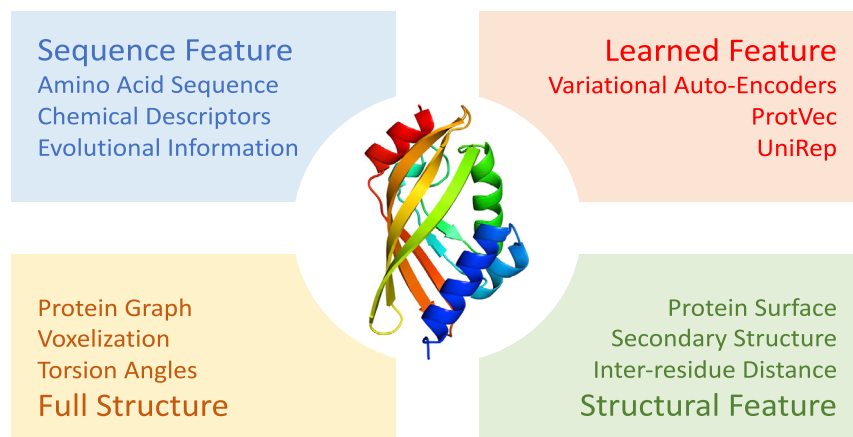 Sequence Feature
Amino Acid Sequence
Chemical Descriptors
Evolutional Information
Learned Feature
Variational Auto-Encoders
ProtVec
UniRep
Protein Graph
Voxelization
Torsion Angles
Full Structure
Protein Surface
Secondary Structure
Inter-residue Distance
Structural Feature